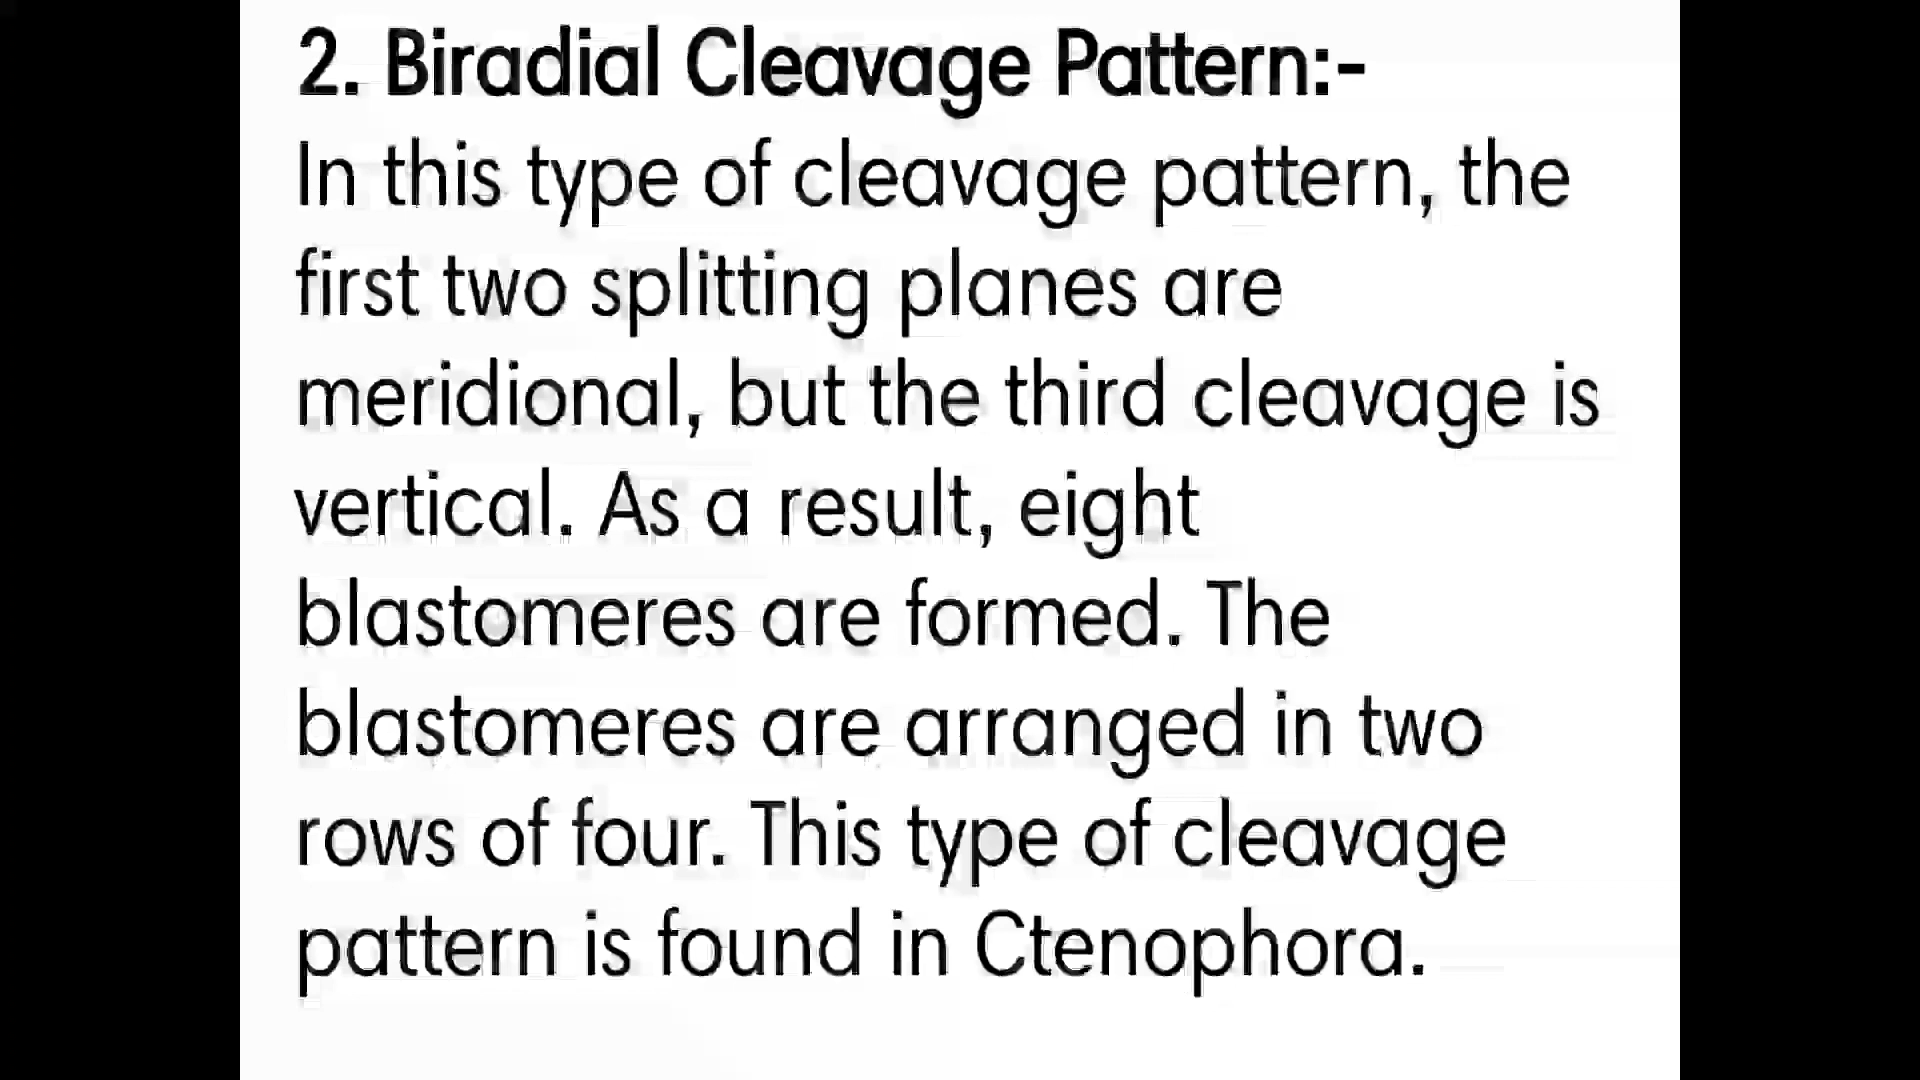 2. Biradial Cleavage Pattern:-
In this type of cleavage pattern, the
first two splitting planes are
meridional, but the third cleavage is
vertical. As a result, eight
blastomeres are formed. The
blastomeres are arranged in two
rows of four. This type of cleavage
pattern is found in Ctenophora.